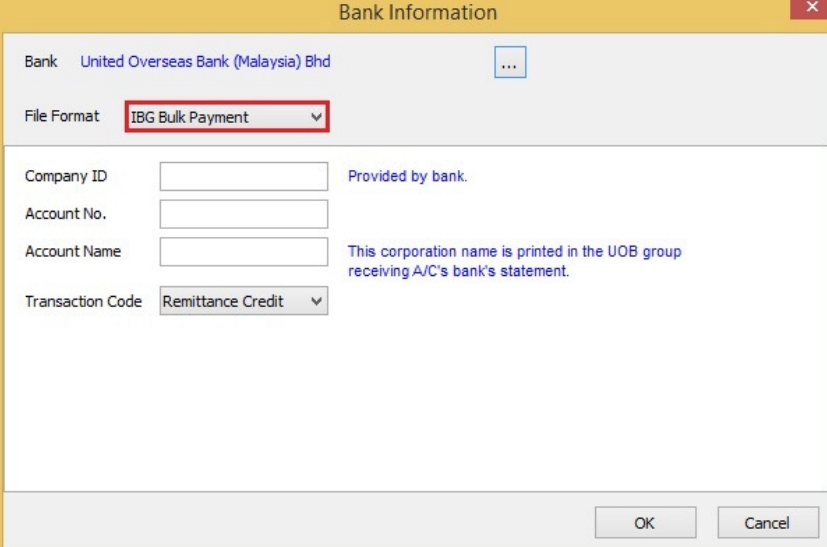 Bank Information
Bank United Overseas Bank (Malaysia) Bhd ...
File Format IBG Bulk Payment
Company ID Provided by bank.
Account No.
Account Name This corporation name is printed in the UOB group
receiving A/C's bank's statement.
Transaction Code Remittance Credit
OK Cancel